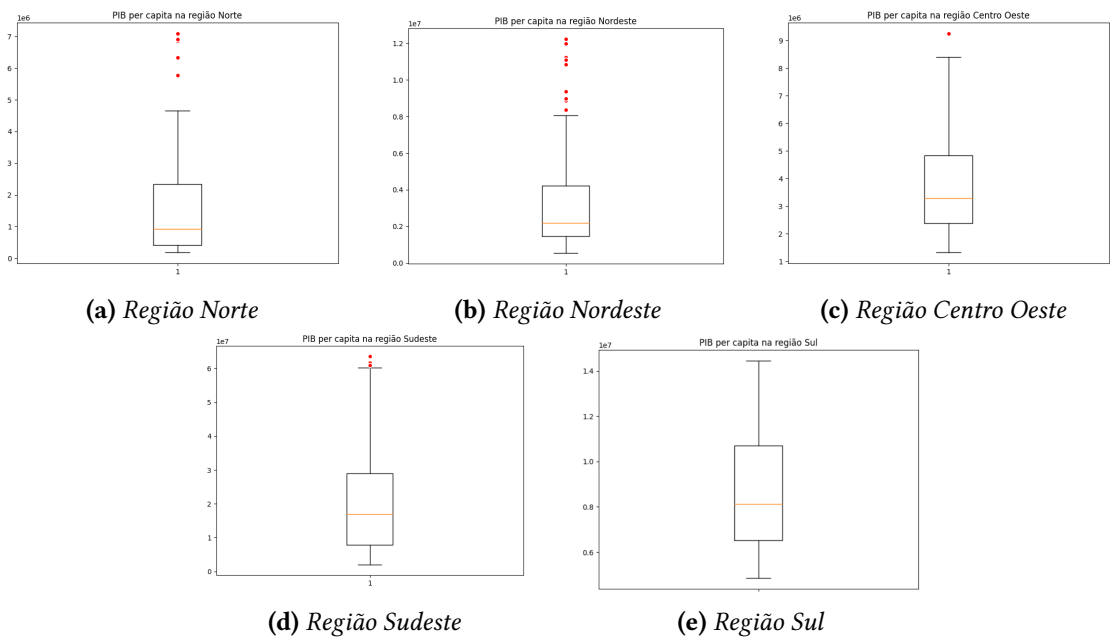 PIB per capita na região Norte
1e6
7
6
5
4
3
2
1
0
1
(a) Região Norte
PIB per capita na região Nordeste
1e7
1.2
1.0
0.8
0.6
0.4
0.2
0.0
1
(b) Região Nordeste
PIB per capita na região Centro Oeste
1e6
9
8
7
6
5
4
3
2
1
1
(c) Região Centro Oeste
PIB per capita na região Sudeste
1e7
6
5
4
3
2
1
0
1
(d) Região Sudeste
PIB per capita na região Sul
1e7
1.4
1.2
1.0
0.8
0.6
(e) Região Sul